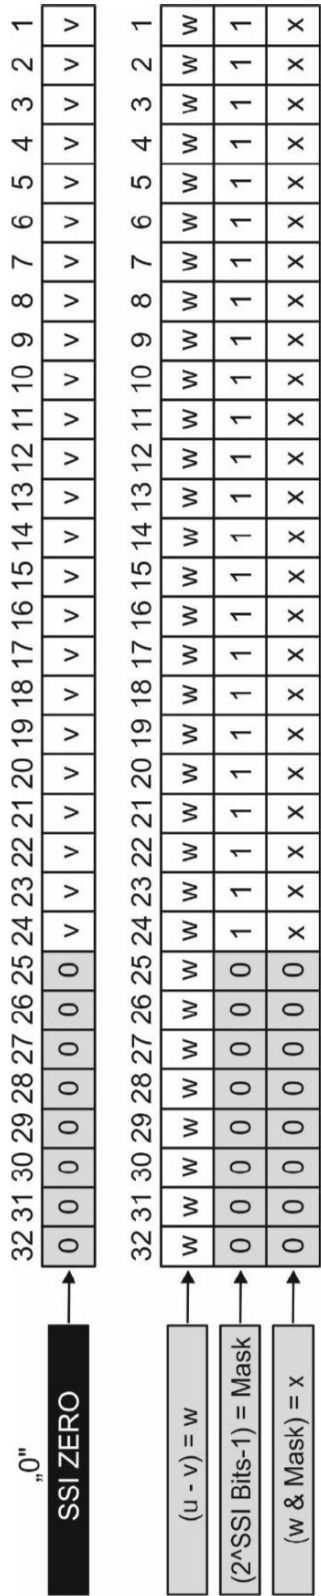 „0" 32 31 30 29 28 27 26 25 24 23 22 21 20 19 18 17 16 15 14 13 12 11 10 9 8 7 6 5 4 3 2 1
SSI ZERO 0 0 0 0 0 0 0 0 v v v v v v v v v v v v v v v v v v v v v v v v
32 31 30 29 28 27 26 25 24 23 22 21 20 19 18 17 16 15 14 13 12 11 10 9 8 7 6 5 4 3 2 1
(u - v) = w w w w w w w w w w w w w w w w w w w w w w w w w w w w w w w w w
(2^SSI Bits-1) = Mask 0 0 0 0 0 0 0 0 1 1 1 1 1 1 1 1 1 1 1 1 1 1 1 1 1 1 1 1 1 1 1 1
(w & Mask) = x 0 0 0 0 0 0 0 0 x x x x x x x x x x x x x x x x x x x x x x x x